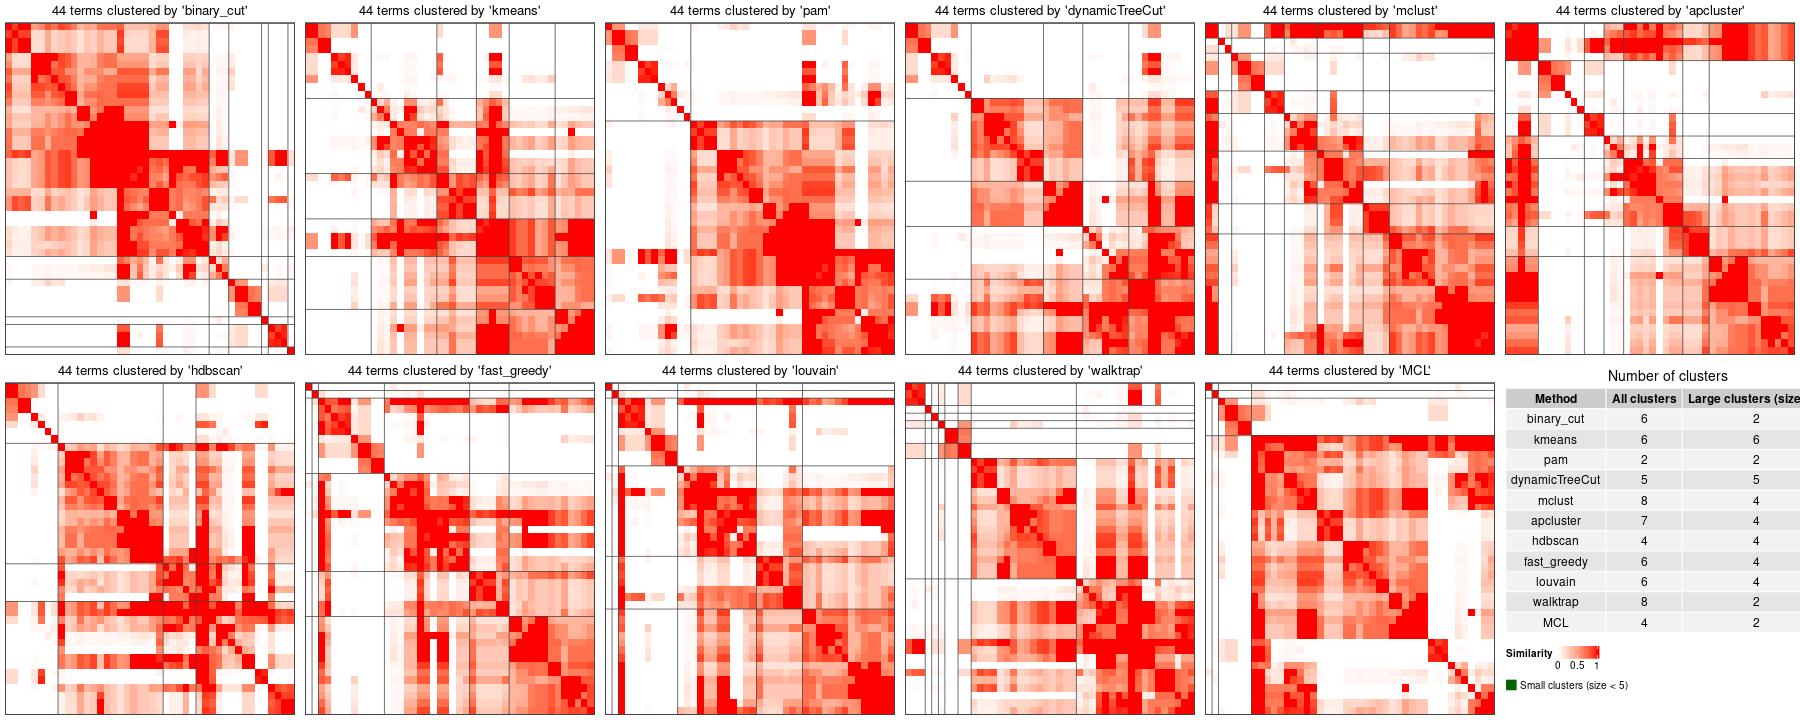 44 terms clustered by 'binary_cut'
44 terms clustered by 'kmeans'
44 terms clustered by 'pam'
44 terms clustered by 'dynamicTreeCut'
44 terms clustered by 'mclust'
44 terms clustered by 'apcluster'
44 terms clustered by 'hdbscan'
44 terms clustered by 'fast_greedy'
44 terms clustered by 'louvain'
44 terms clustered by 'walktrap'
44 terms clustered by 'MCL'
Number of clusters
Method All clusters Large clusters (size
binary_cut 6 2
kmeans 6 6
pam 2 2
dynamicTreeCut 5 5
mclust 8 4
apcluster 7 4
hdbscan 4 4
fast_greedy 6 4
louvain 6 4
walktrap 8 2
MCL 4 2
Similarity
0 0.5 1
Small clusters (size < 5)